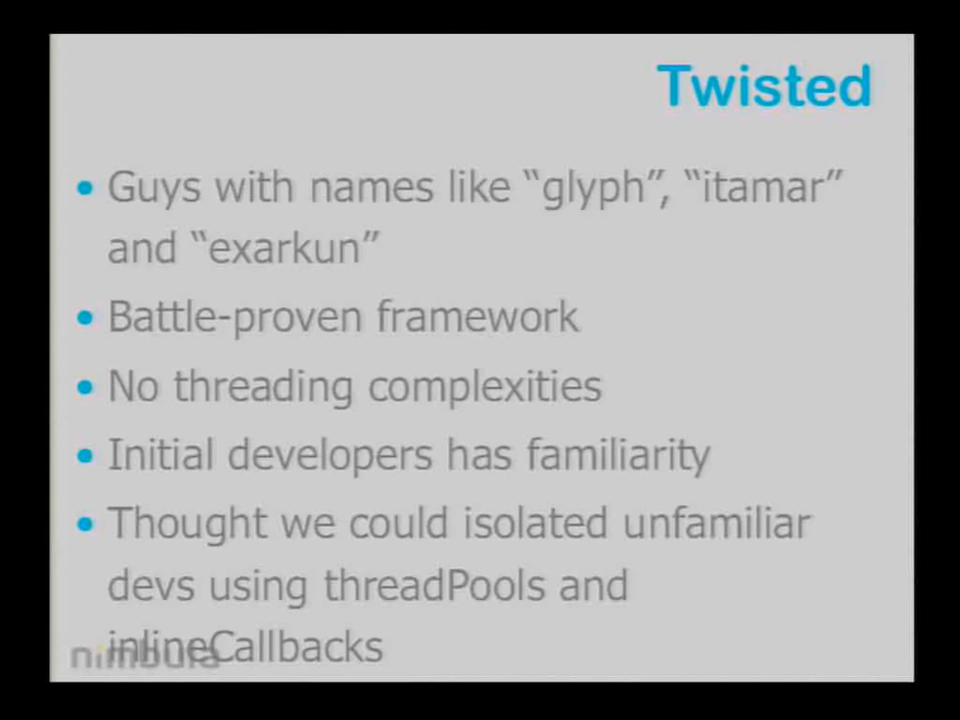 Twisted
• Guys with names like “glyph”, “itamar”
and “exarkun”
• Battle-proven framework
• No threading complexities
• Initial developers has familiarity
• Thought we could isolated unfamiliar
devs using threadPools and
inlineCallbacks
nimbula